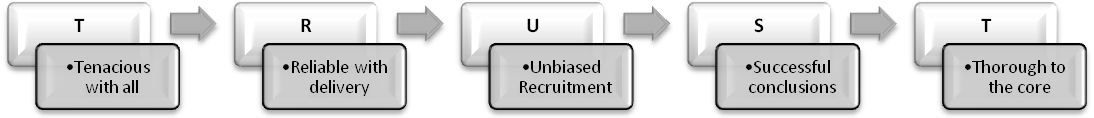 T
•Tenacious
with all
R
•Reliable with
delivery
U
•Unbiased
Recruitment
S
•Successful
conclusions
T
•Thorough to
the core